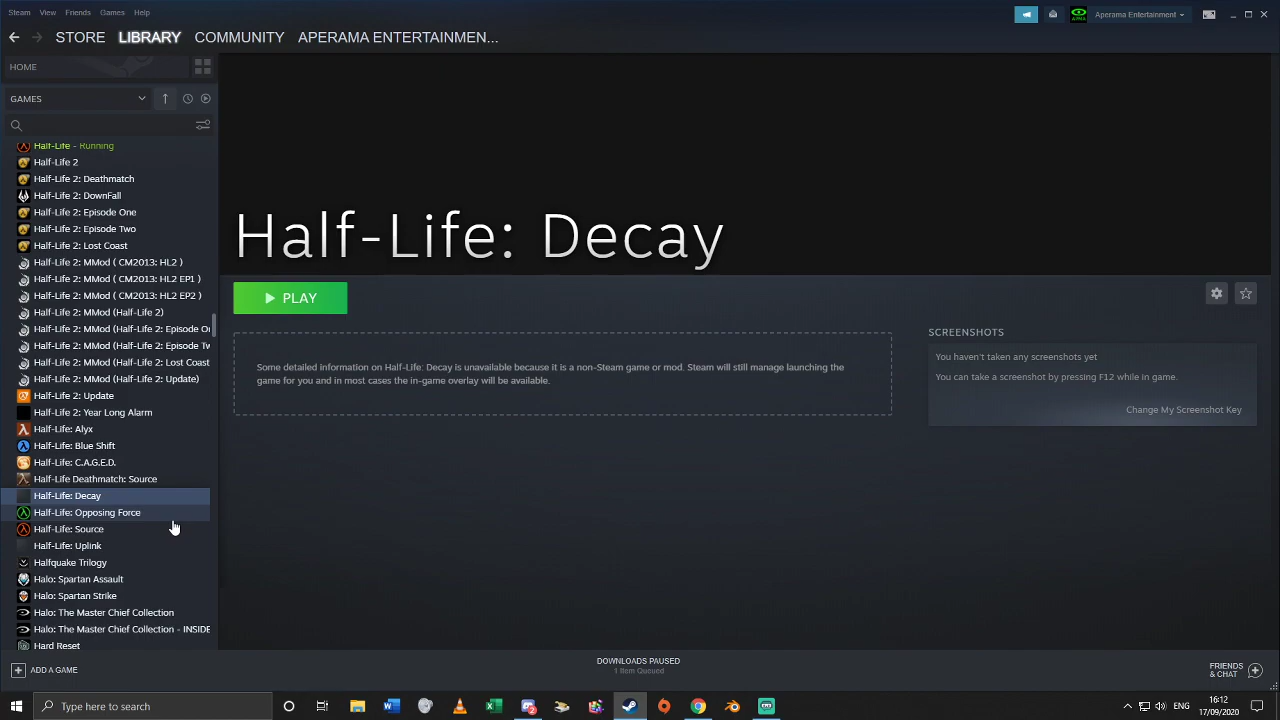 Steam View Friends Games Help
Aperama Entertainment
STORE LIBRARY COMMUNITY APERAMA ENTERTAINMEN...
HOME
GAMES
Half-Life - Running
Half-Life 2
Half-Life 2: Deathmatch
Half-Life 2: DownFall
Half-Life 2: Episode One
Half-Life 2: Episode Two
Half-Life 2: Lost Coast
Half-Life 2: MMod ( CM2013: HL2 )
Half-Life 2: MMod ( CM2013: HL2 EP1 )
Half-Life 2: MMod ( CM2013: HL2 EP2 )
Half-Life 2: MMod (Half-Life 2)
Half-Life 2: MMod (Half-Life 2: Episode O
Half-Life 2: MMod (Half-Life 2: Episode Tw
Half-Life 2: MMod (Half-Life 2: Lost Coast
Half-Life 2: MMod (Half-Life 2: Update)
Half-Life 2: Update
Half-Life 2: Year Long Alarm
Half-Life: Alyx
Half-Life: Blue Shift
Half-Life: C.A.G.E.D.
Half-Life Deathmatch: Source
Half-Life: Decay
Half-Life: Opposing Force
Half-Life: Source
Half-Life: Uplink
Halfquake Trilogy
Halo: Spartan Assault
Halo: Spartan Strike
Halo: The Master Chief Collection
Halo: The Master Chief Collection - INSIDE
Hard Reset
ADD A GAME
Half-Life: Decay
PLAY
Some detailed information on Half-Life: Decay is unavailable because it is a non-Steam game or mod. Steam will still manage launching the
game for you and in most cases the in-game overlay will be available.
SCREENSHOTS
You haven't taken any screenshots yet
You can take a screenshot by pressing F12 while in game.
Change My Screenshot Key
DOWNLOADS PAUSED
1 Item Queued
FRIENDS
& CHAT
Type here to search
ENG
16:12
17/09/2020